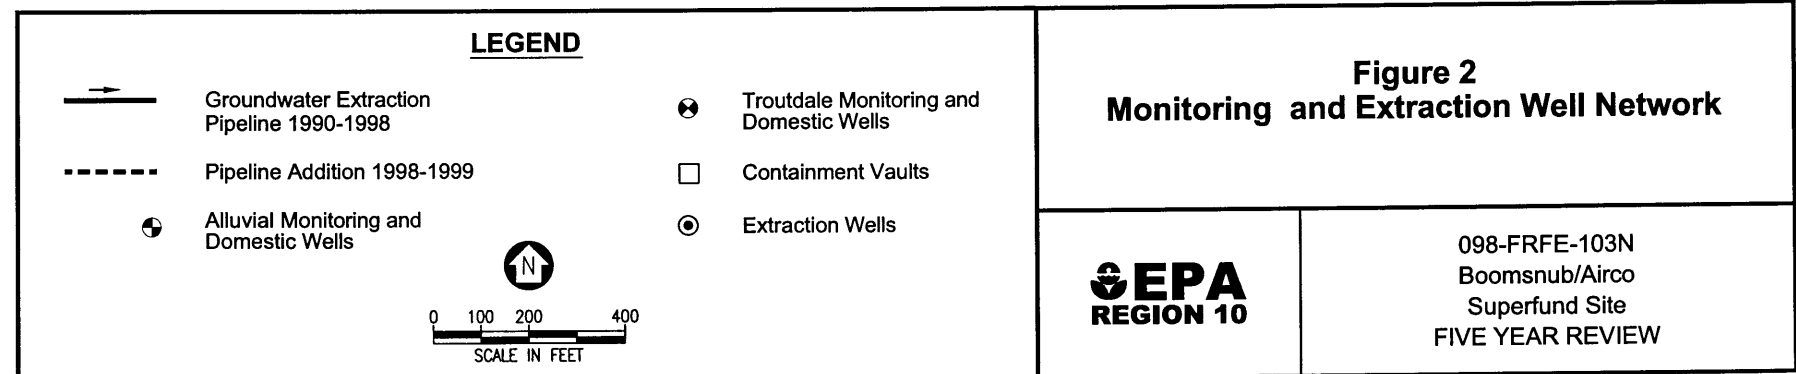 LEGEND
Groundwater Extraction
Pipeline 1990-1998
Pipeline Addition 1998-1999
Alluvial Monitoring and
Domestic Wells
Troutdale Monitoring and
Domestic Wells
Containment Vaults
Extraction Wells
N
0 100 200 400
SCALE IN FEET
Figure 2
Monitoring and Extraction Well Network
EPA
REGION 10
098-FRFE-103N
Boomsnub/Airco
Superfund Site
FIVE YEAR REVIEW